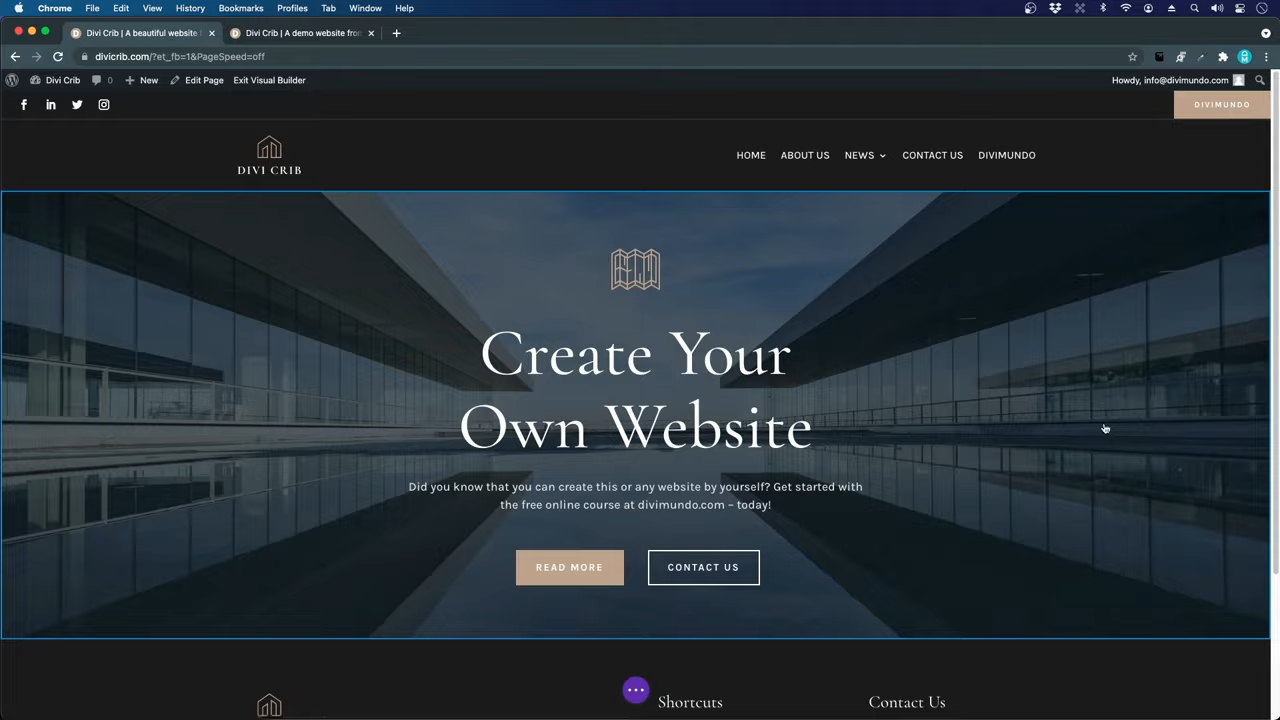 Chrome File Edit View History Bookmarks Profiles Tab Window Help
Divi Crib | A beautiful website Divi Crib | A demo website from
divicrib.com/?et_fb=1&PageSpeed=off
Divi Crib 0 New Edit Page Exit Visual Builder Howdy, info@divimundo.com
DIVIMUNDO
DIVI CRIB
HOME ABOUT US NEWS CONTACT US DIVIMUNDO
Create Your
Own Website
Did you know that you can create this or any website by yourself? Get started with
the free online course at divimundo.com – today!
READ MORE CONTACT US
Shortcuts Contact Us